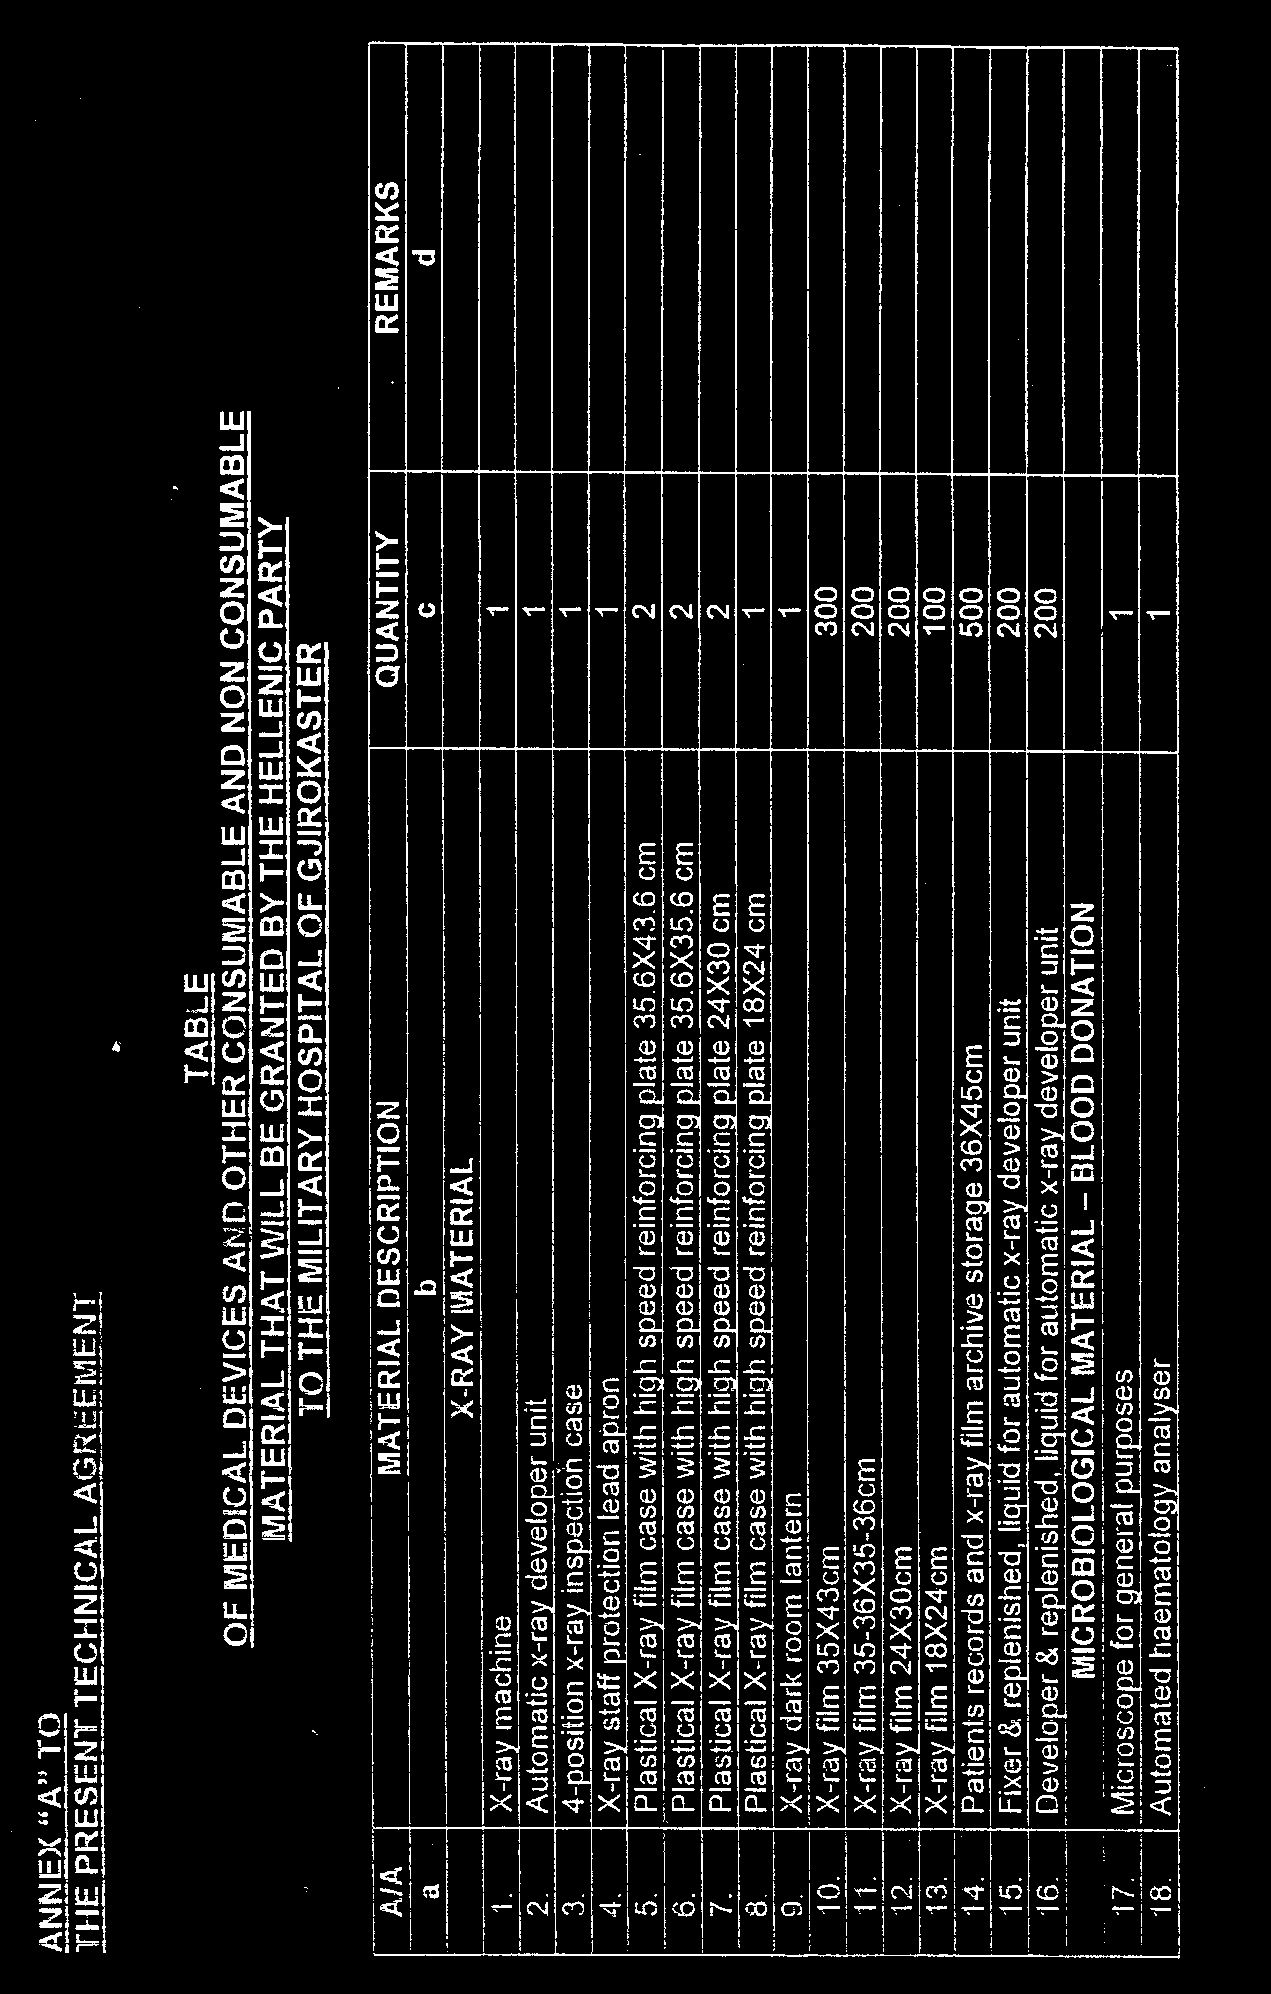 ANNEX “A” TO
THE PRESENT TECHNICAL AGREEMENT
TABLE
OF MEDICAL DEVICES AND OTHER CONSUMABLE AND NON CONSUMABLE
MATERIAL THAT WILL BE GRANTED BY THE HELLENIC PARTY
TO THE MILITARY HOSPITAL OF GJIROKASTER
A/A MATERIAL DESCRIPTION QUANTITY REMARKS
a b c d
X-RAY MATERIAL
1. X-ray machine 1
2. Automatic x-ray developer unit 1
3. 4-position x-ray inspection case 1
4. X-ray staff protection lead apron 1
5. Plastical X-ray film case with high speed reinforcing plate 35.6X43.6 cm 2
6. Plastical X-ray film case with high speed reinforcing plate 35.6X35.6 cm 2
7. Plastical X-ray film case with high speed reinforcing plate 24X30 cm 2
8. Plastical X-ray film case with high speed reinforcing plate 18X24 cm 1
9. X-ray dark room lantern 1
10. X-ray film 35X43cm 300
11. X-ray film 35-36X35-36cm 200
12. X-ray film 24X30cm 200
13. X-ray film 18X24cm 100
14. Patients records and x-ray film archive storage 36X45cm 500
15. Fixer & replenished, liquid for automatic x-ray developer unit 200
16. Developer & replenished, liquid for automatic x-ray developer unit 200
MICROBIOLOGICAL MATERIAL – BLOOD DONATION
17. Microscope for general purposes 1
18. Automated haematology analyser 1